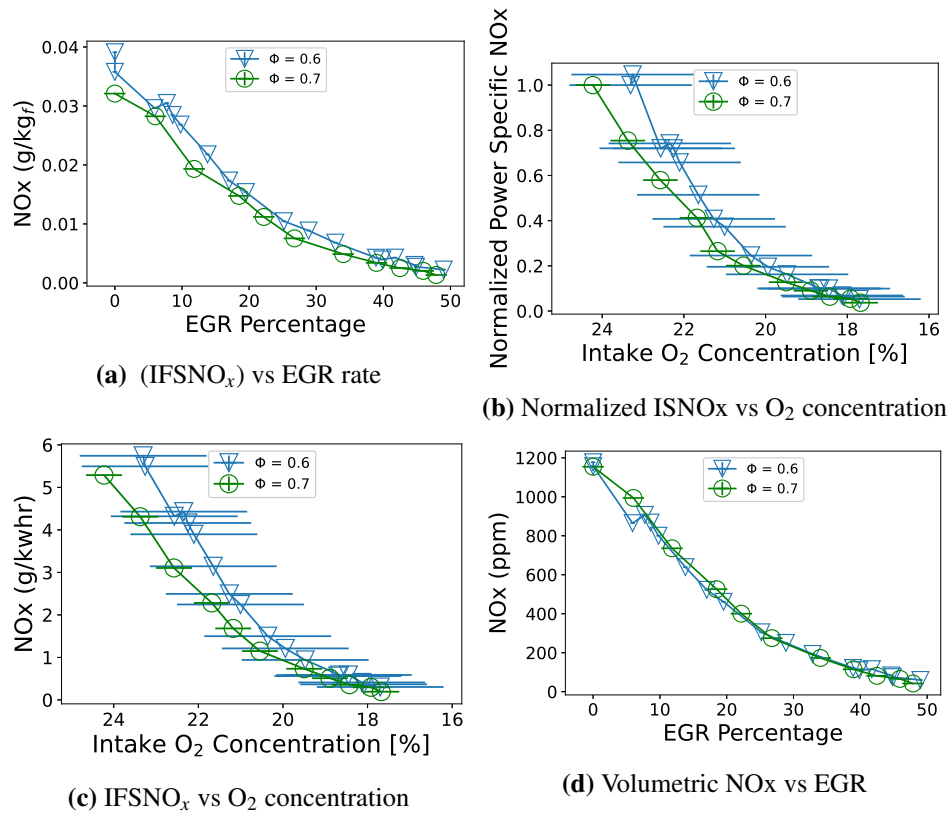 NOx (g/kgf)
0.04
0.03
0.02
0.01
0.00
Φ = 0.6
Φ = 0.7
0 10 20 30 40 50
EGR Percentage
(a) (IFSNOx) vs EGR rate
Normalized Power Specific NOx
1.0
0.8
0.6
0.4
0.2
0.0
Φ = 0.6
Φ = 0.7
24 22 20 18 16
Intake O2 Concentration [%]
(b) Normalized ISNOx vs O2 concentration
NOx (g/kwhr)
6
5
4
3
2
1
0
Φ = 0.6
Φ = 0.7
24 22 20 18 16
Intake O2 Concentration [%]
(c) IFSNOx vs O2 concentration
NOx (ppm)
1200
1000
800
600
400
200
0
Φ = 0.6
Φ = 0.7
0 10 20 30 40 50
EGR Percentage
(d) Volumetric NOx vs EGR